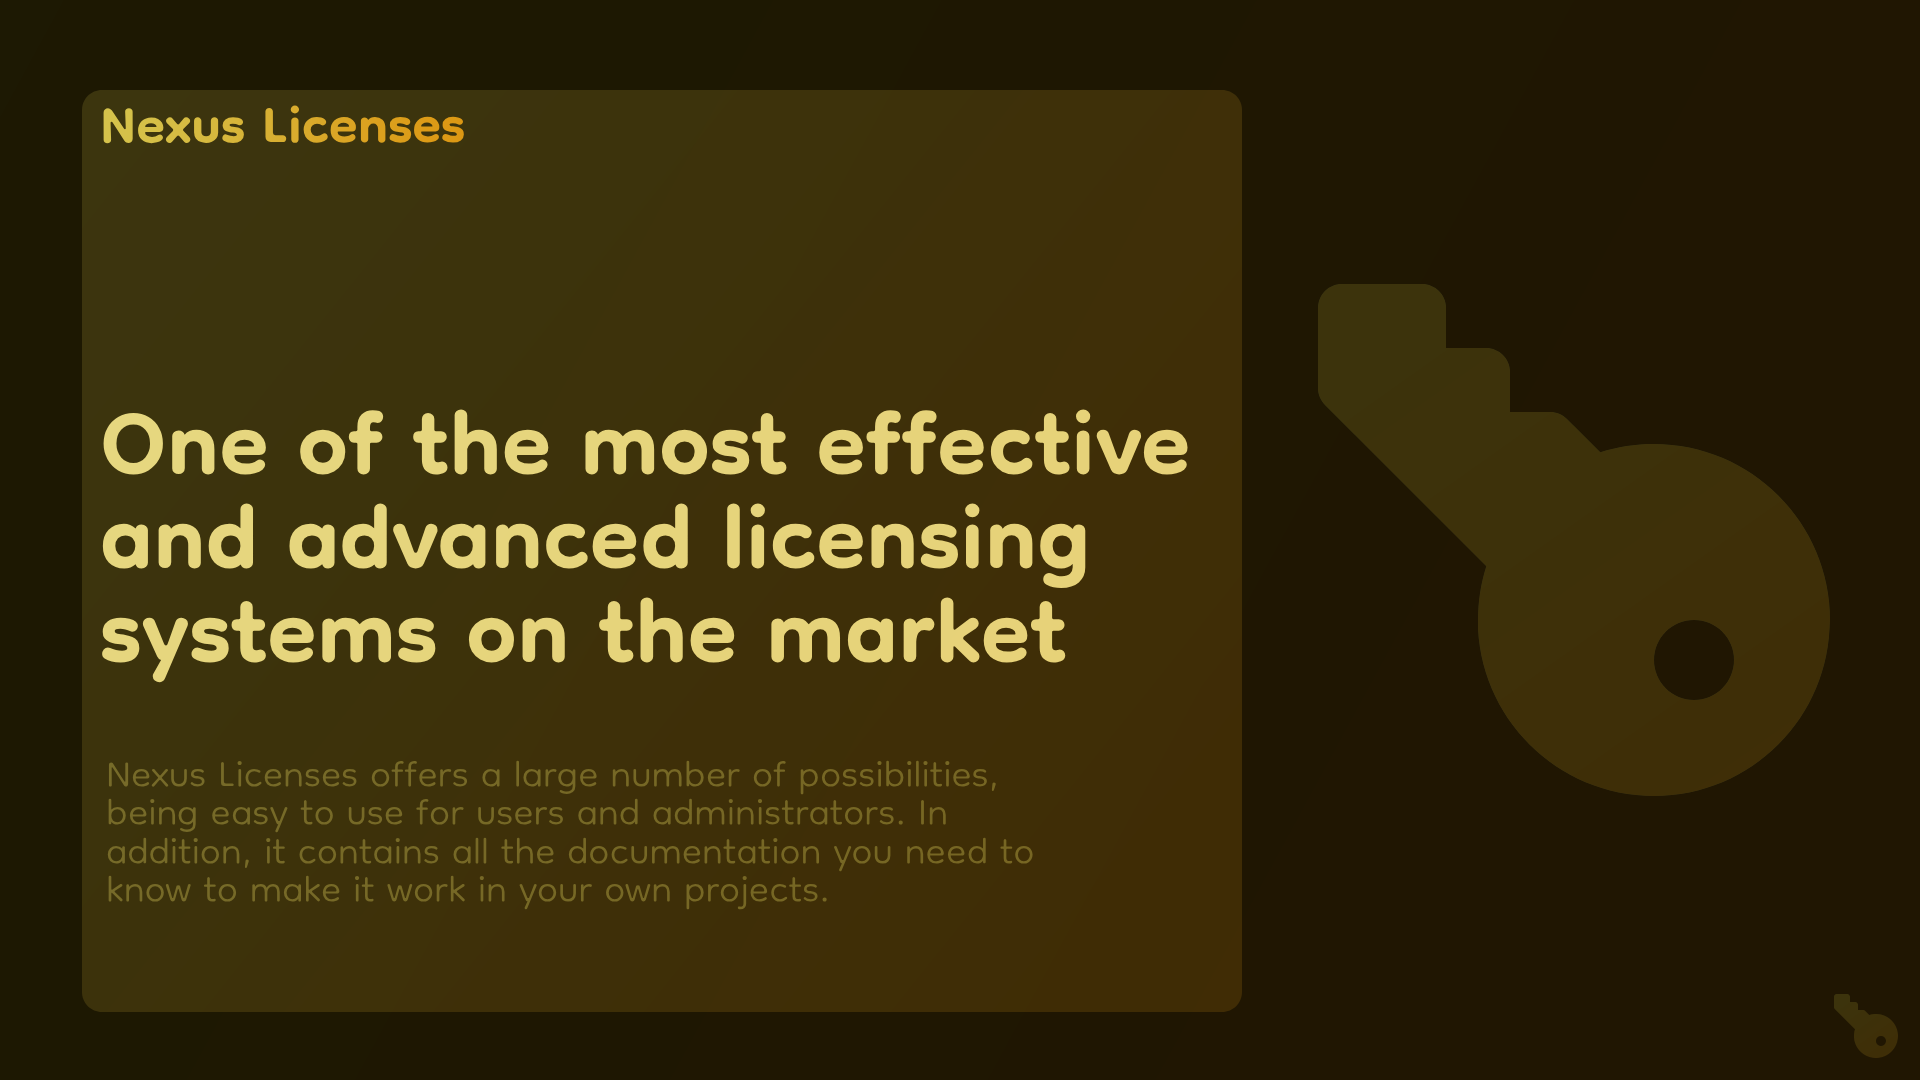 Nexus Licenses
One of the most effective
and advanced licensing
systems on the market
Nexus Licenses offers a large number of possibilities,
being easy to use for users and administrators. In
addition, it contains all the documentation you need to
know to make it work in your own projects.